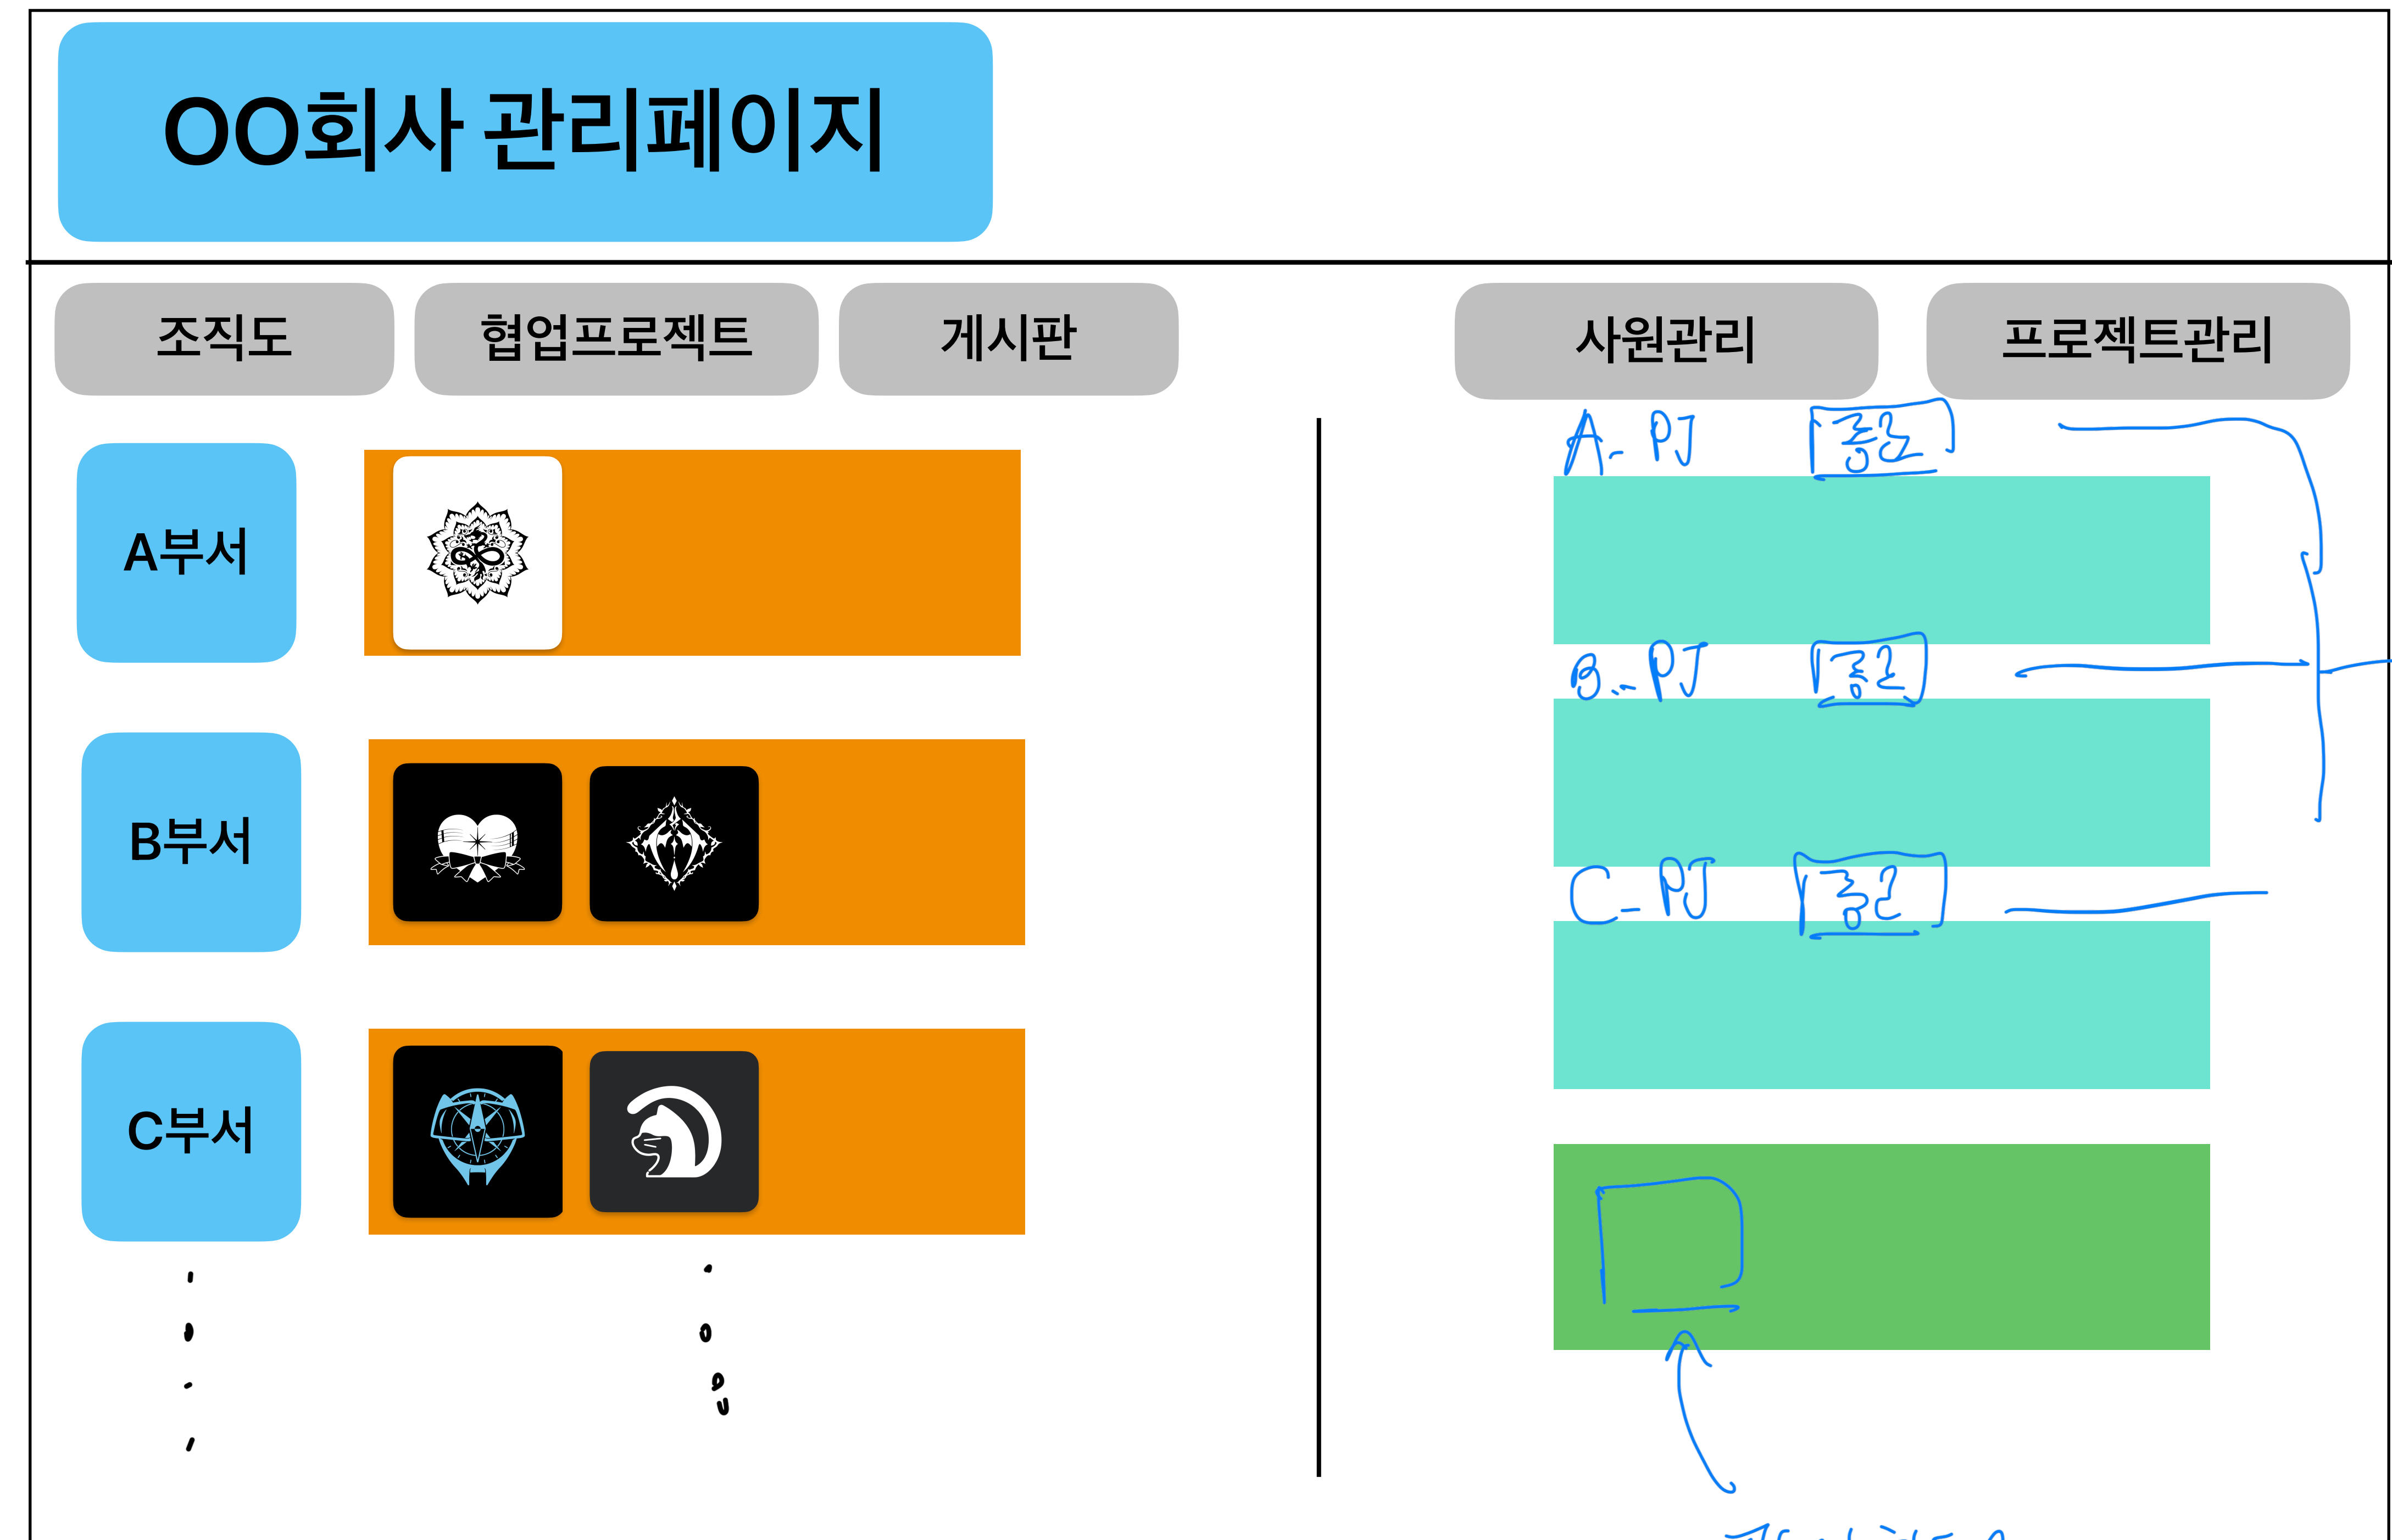 OO회사 관리페이지
조직도 협업프로젝트 게시판 사원관리 프로젝트관리
A-PJ 종료
A부서
B-PJ 종료
B부서
C-PJ 종료
C부서